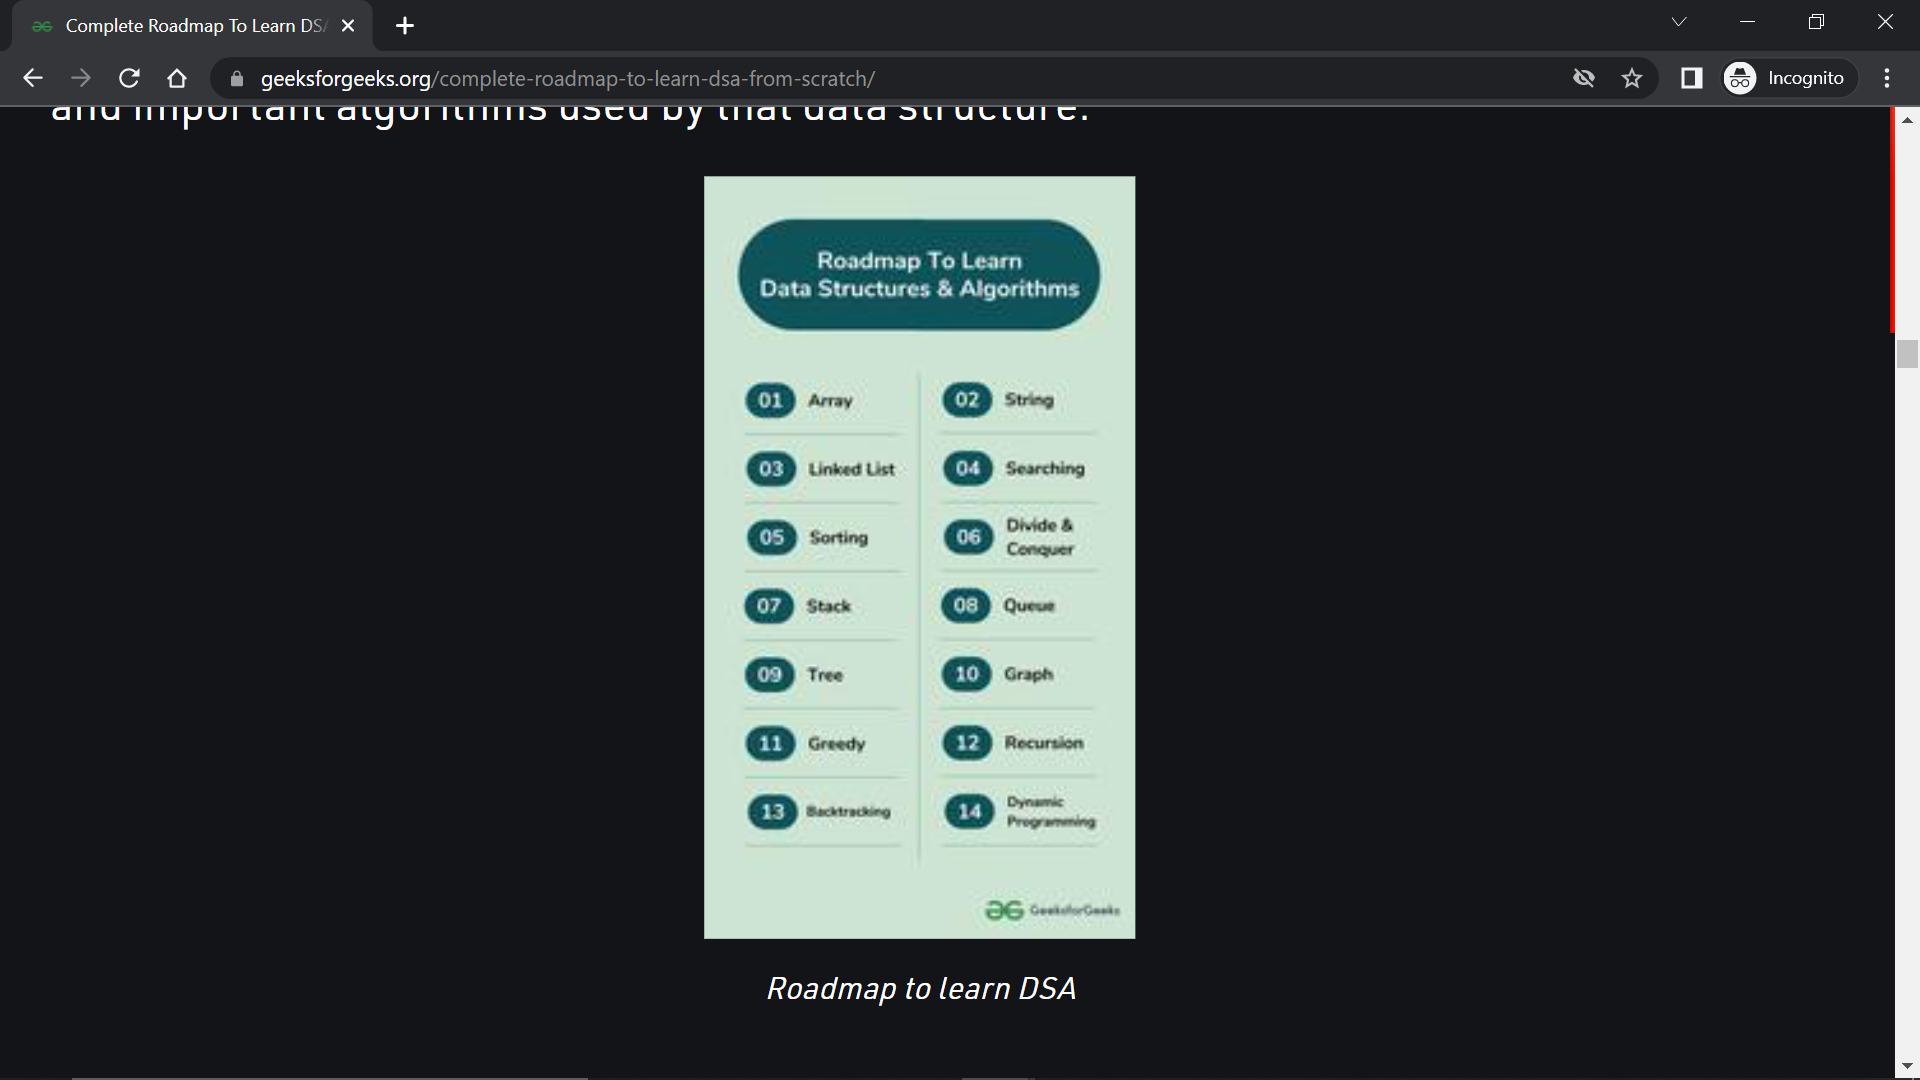 Complete Roadmap To Learn DSA
geeksforgeeks.org/complete-roadmap-to-learn-dsa-from-scratch/
Incognito
and important algorithms used by that data structure.
Roadmap To Learn
Data Structures & Algorithms
01 Array
02 String
03 Linked List
04 Searching
05 Sorting
06 Divide &
Conquer
07 Stack
08 Queue
09 Tree
10 Graph
11 Greedy
12 Recursion
13 Backtracking
14 Dynamic
Programming
GeeksforGeeks
Roadmap to learn DSA